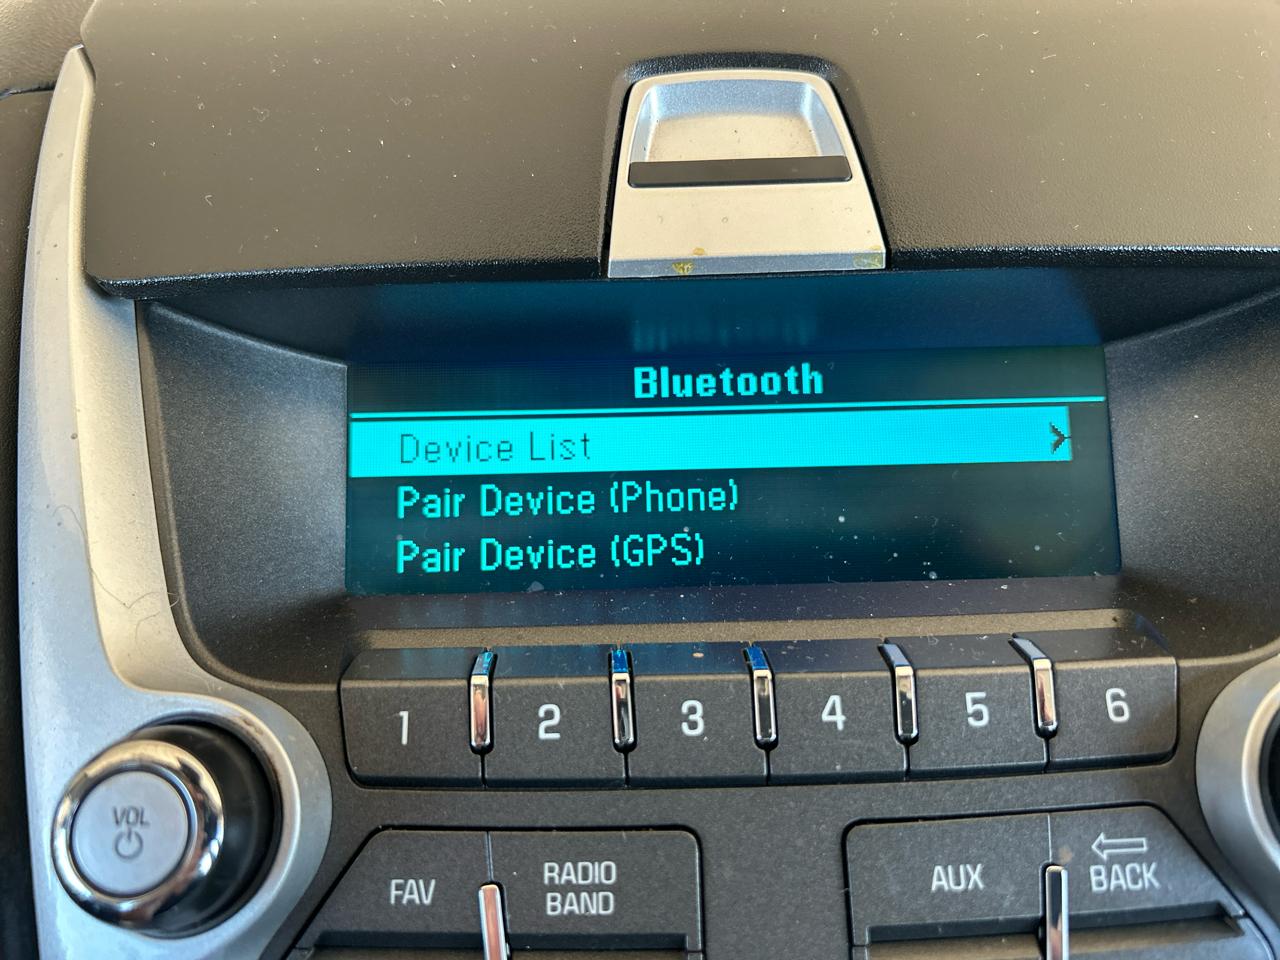 Bluetooth
Device List >
Pair Device (Phone)
Pair Device (GPS)
1 2 3 4 5 6
VOL
FAV
RADIO
BAND
AUX
BACK